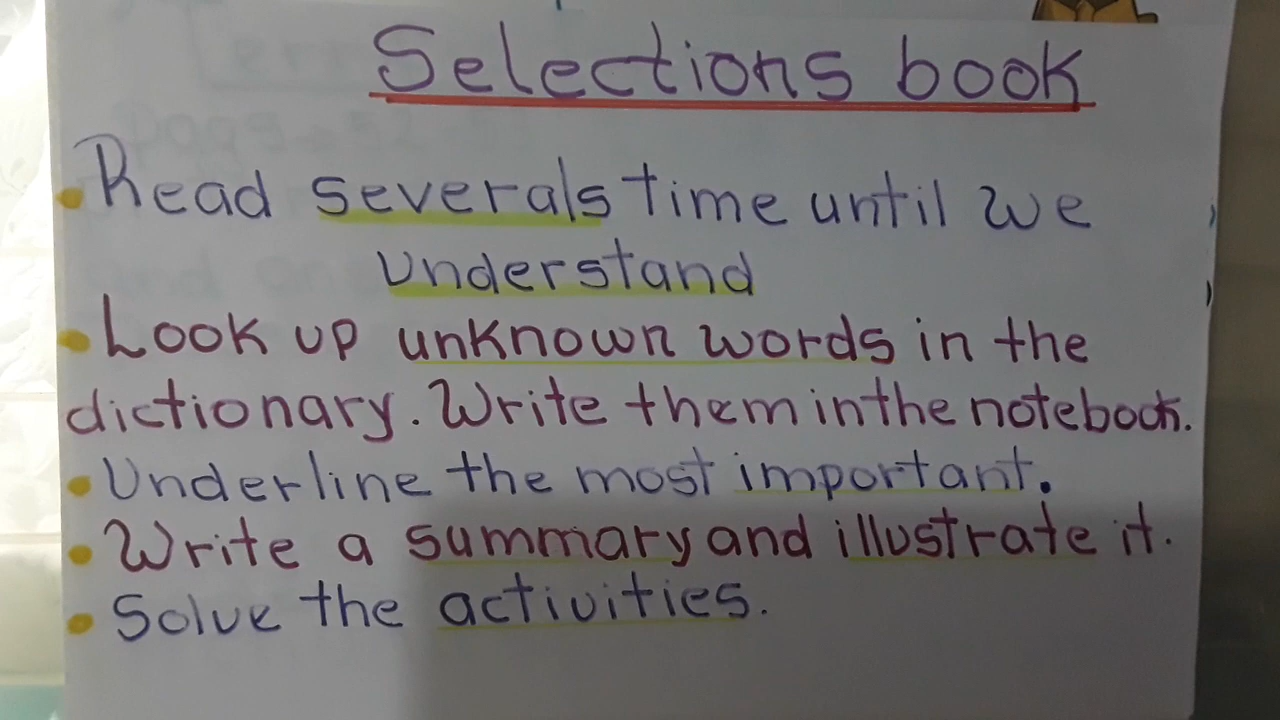 Selections book
• Read severals time until we
understand
• Look up unknown words in the
dictionary. Write them in the notebook.
• Underline the most important.
• Write a summary and illustrate it.
• Solve the activities.